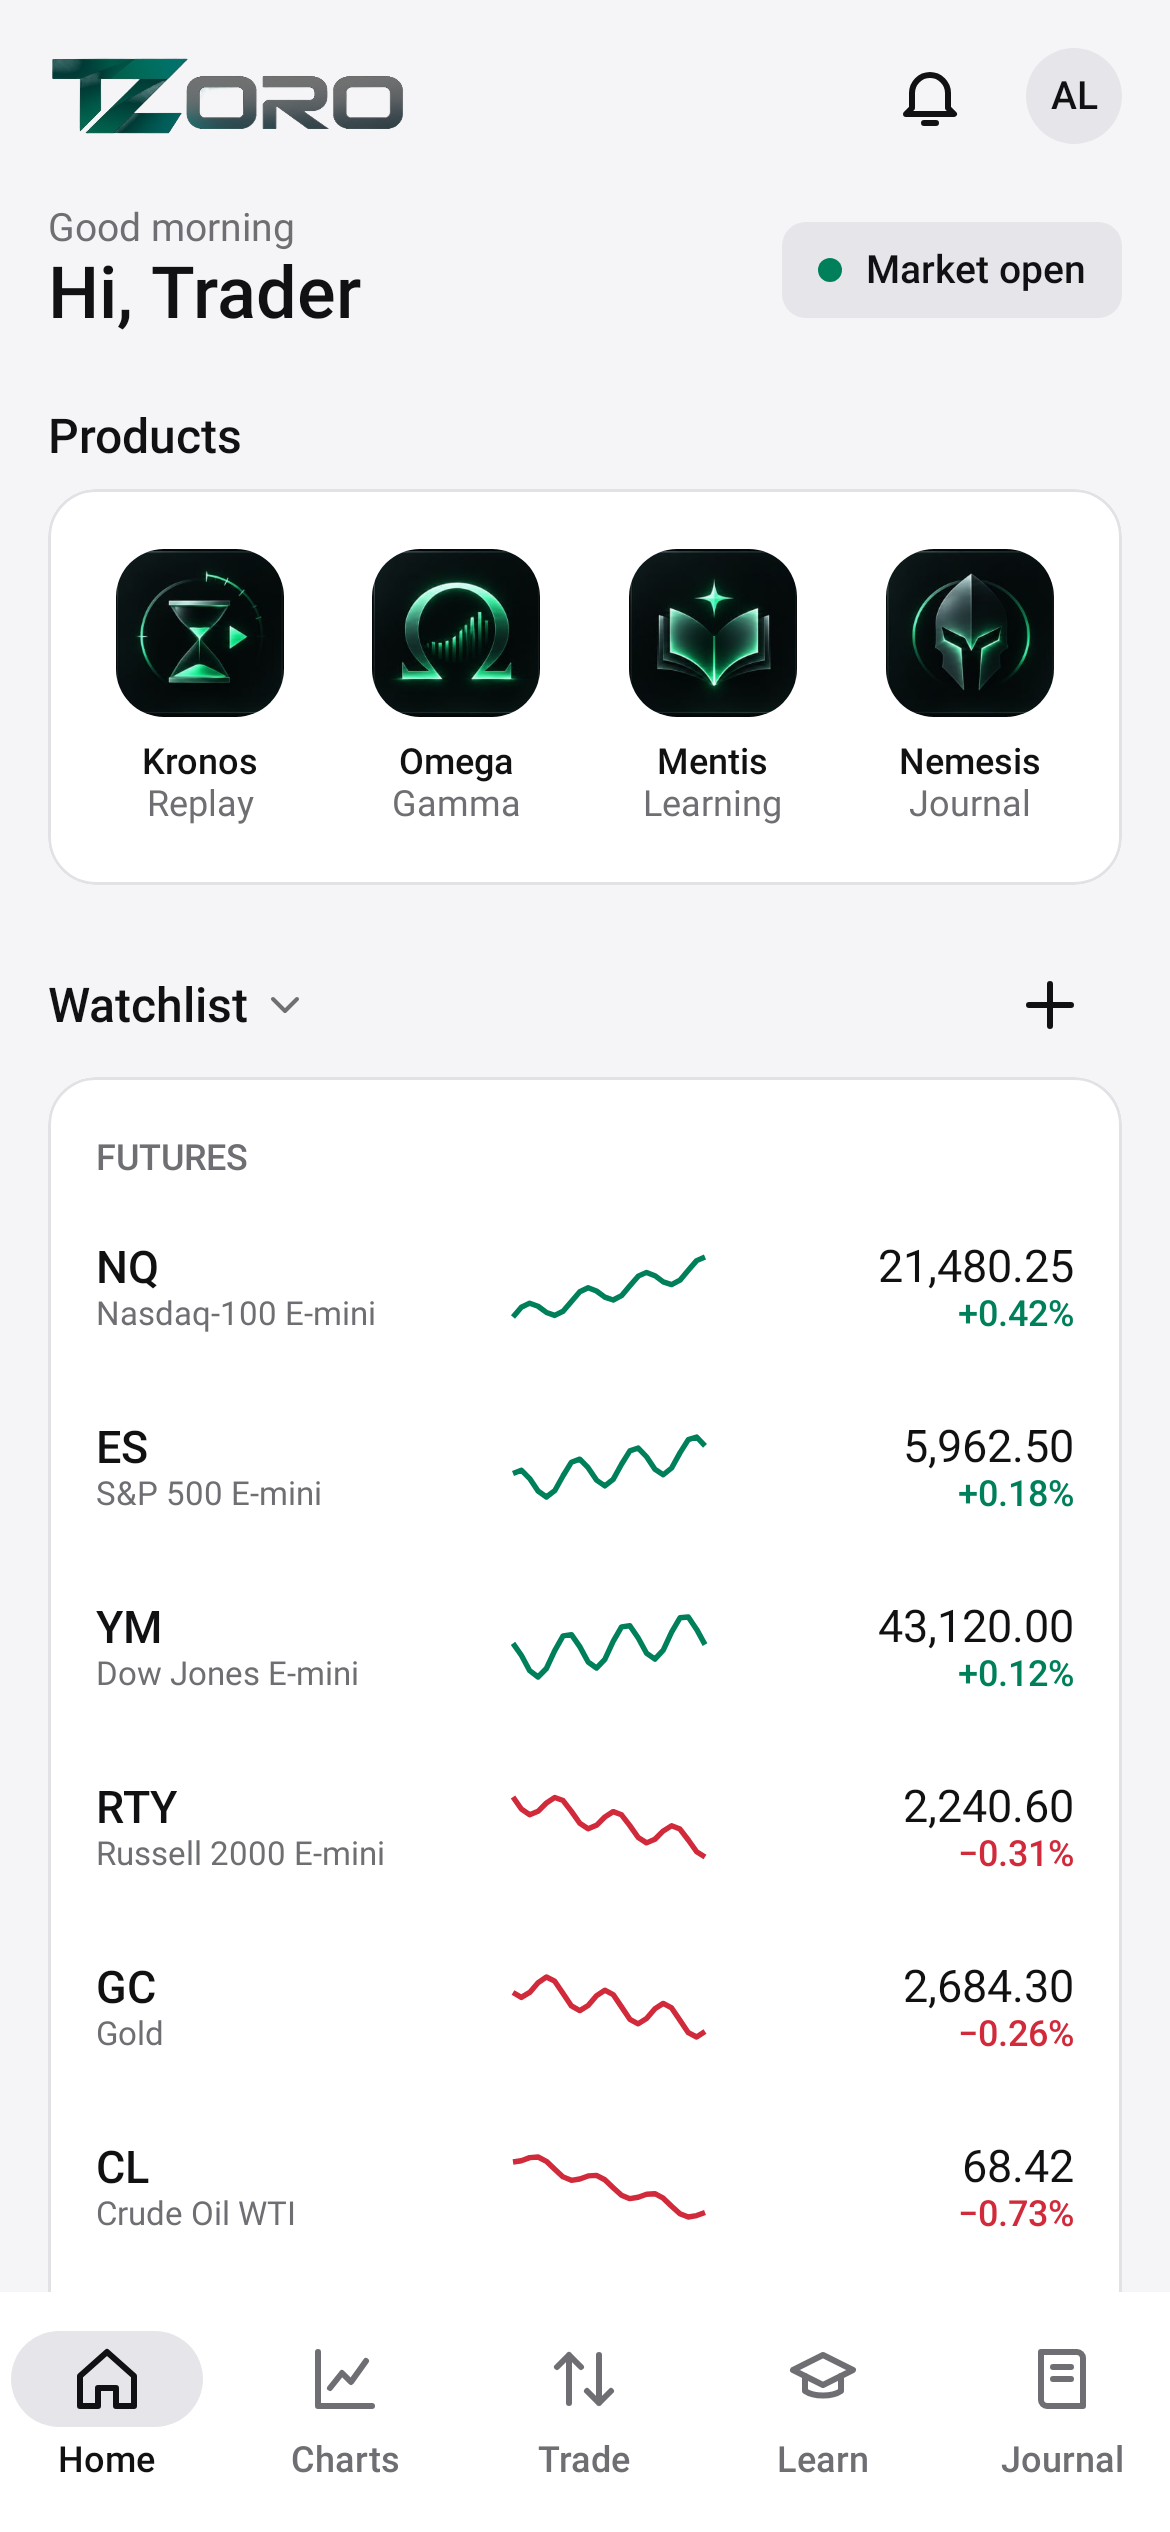 TZORO
AL
Good morning
Hi, Trader
Market open
Products
Kronos
Replay
Omega
Gamma
Mentis
Learning
Nemesis
Journal
Watchlist
FUTURES
NQ
21,480.25
Nasdaq-100 E-mini
+0.42%
ES
5,962.50
S&P 500 E-mini
+0.18%
YM
43,120.00
Dow Jones E-mini
+0.12%
RTY
2,240.60
Russell 2000 E-mini
−0.31%
GC
2,684.30
Gold
−0.26%
CL
68.42
Crude Oil WTI
−0.73%
Home
Charts
Trade
Learn
Journal